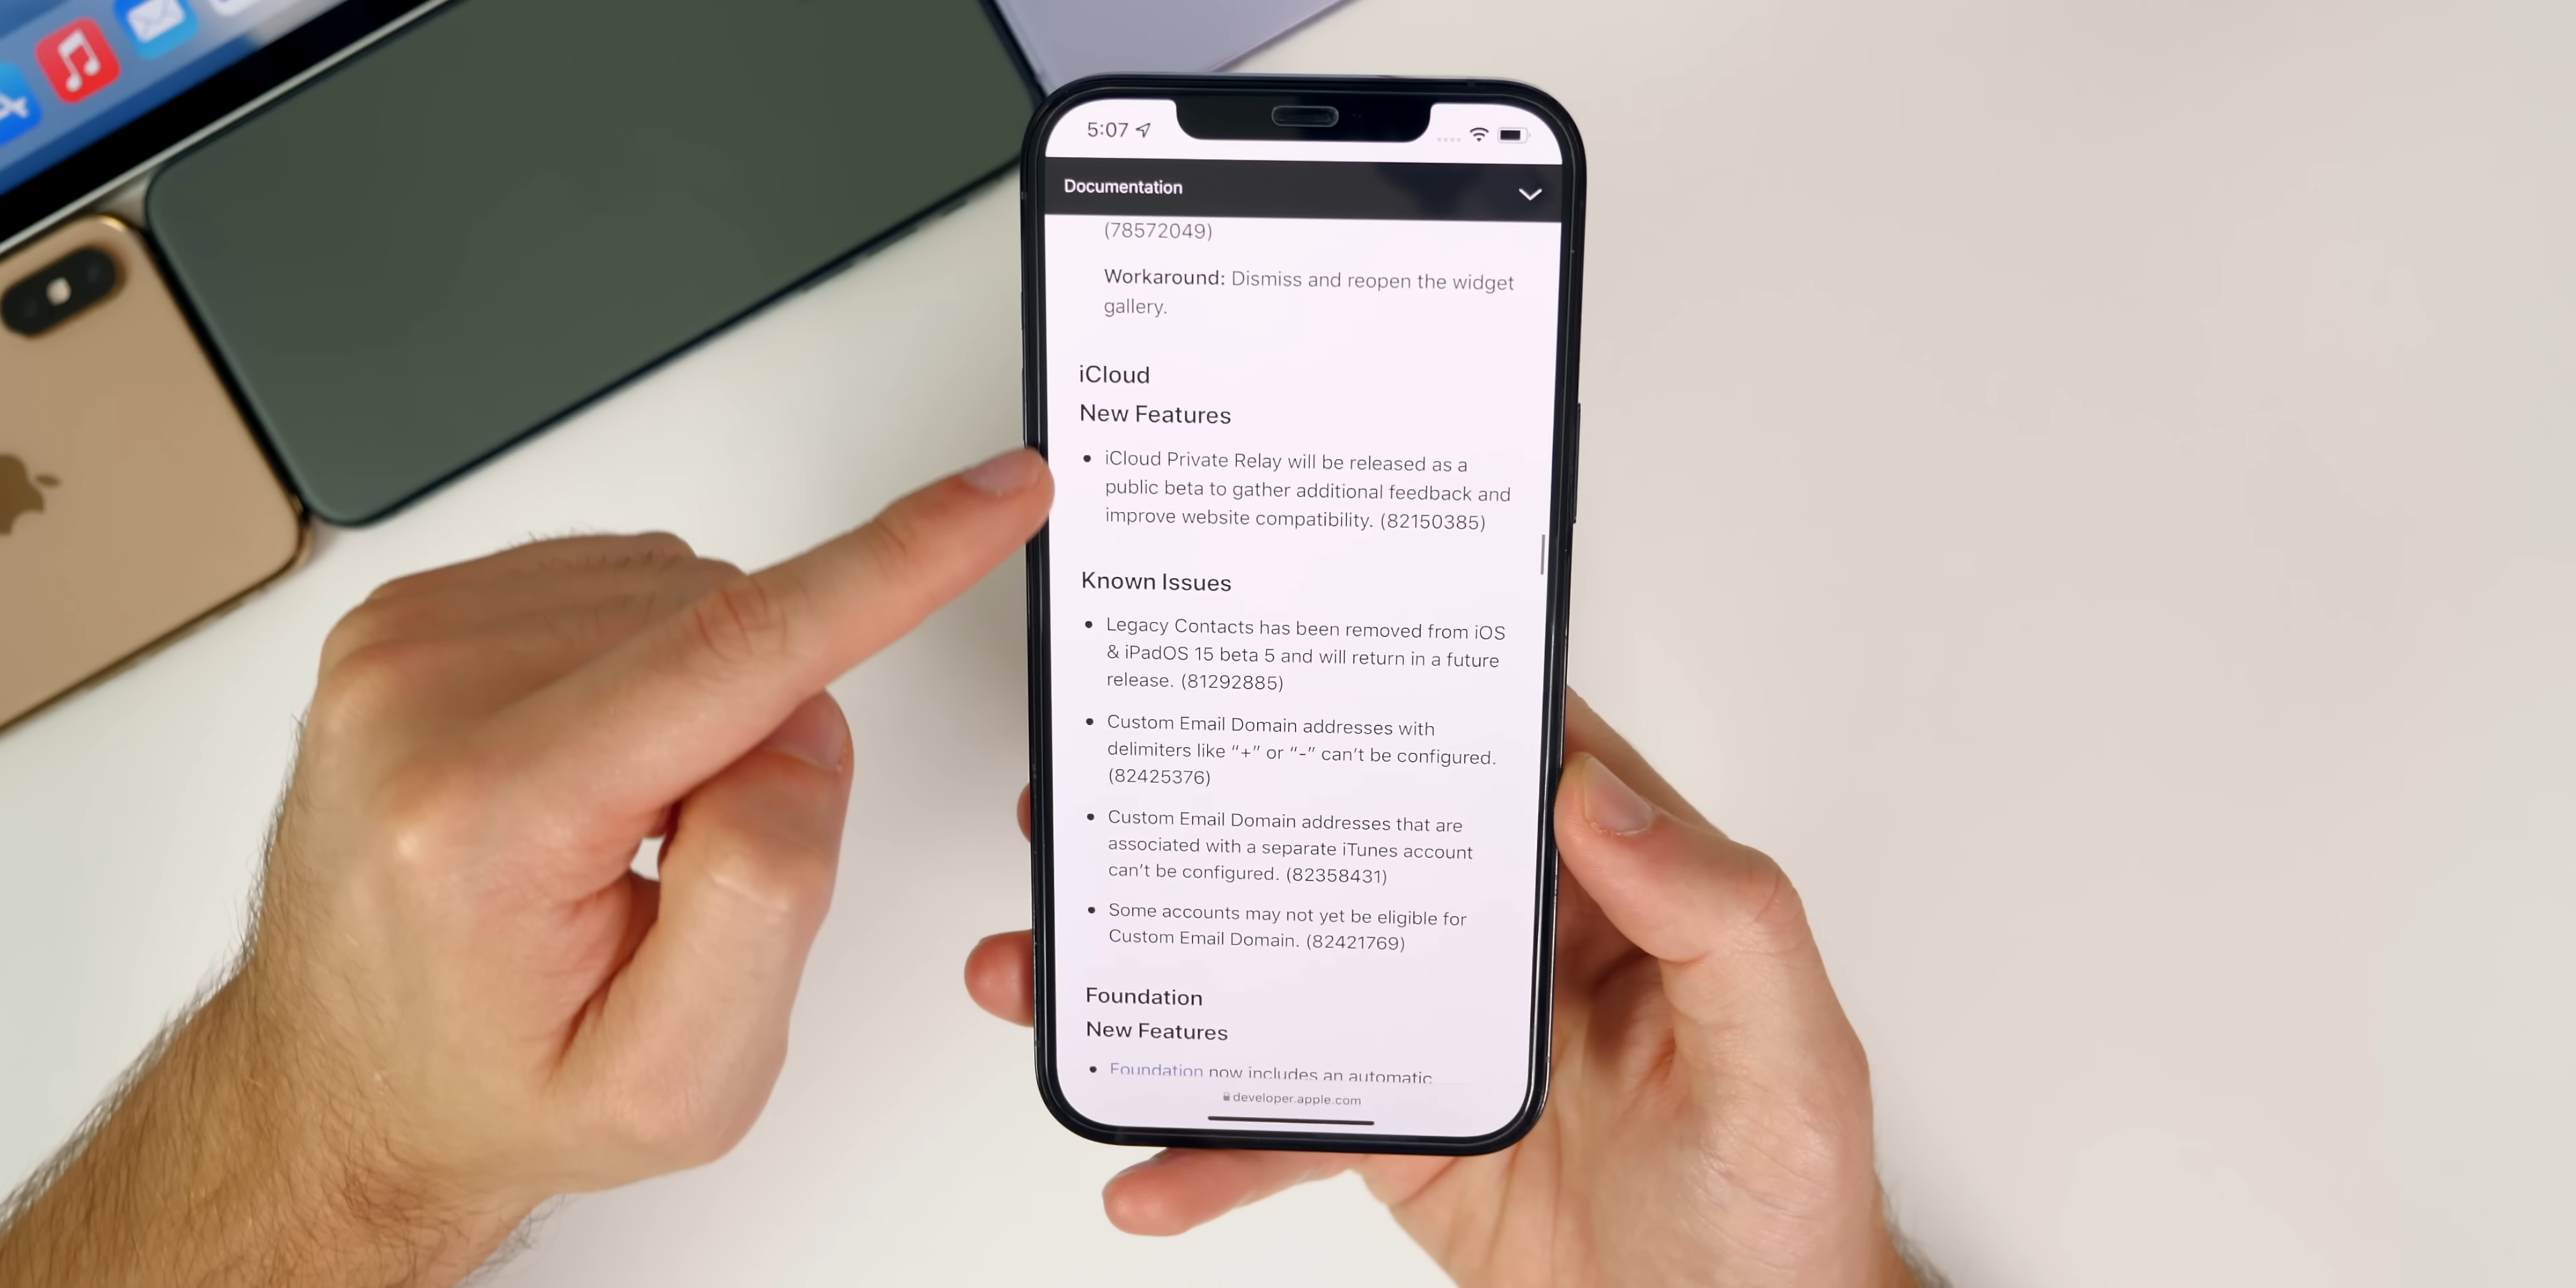 5:07
Documentation
(78572049)
Workaround: Dismiss and reopen the widget
gallery.
iCloud
New Features
• iCloud Private Relay will be released as a
public beta to gather additional feedback and
improve website compatibility. (82150385)
Known Issues
• Legacy Contacts has been removed from iOS
& iPadOS 15 beta 5 and will return in a future
release. (81292885)
• Custom Email Domain addresses with
delimiters like “+” or “-” can’t be configured.
(82425376)
• Custom Email Domain addresses that are
associated with a separate iTunes account
can’t be configured. (82358431)
• Some accounts may not yet be eligible for
Custom Email Domain. (82421769)
Foundation
New Features
• Foundation now includes an automatic
developer.apple.com